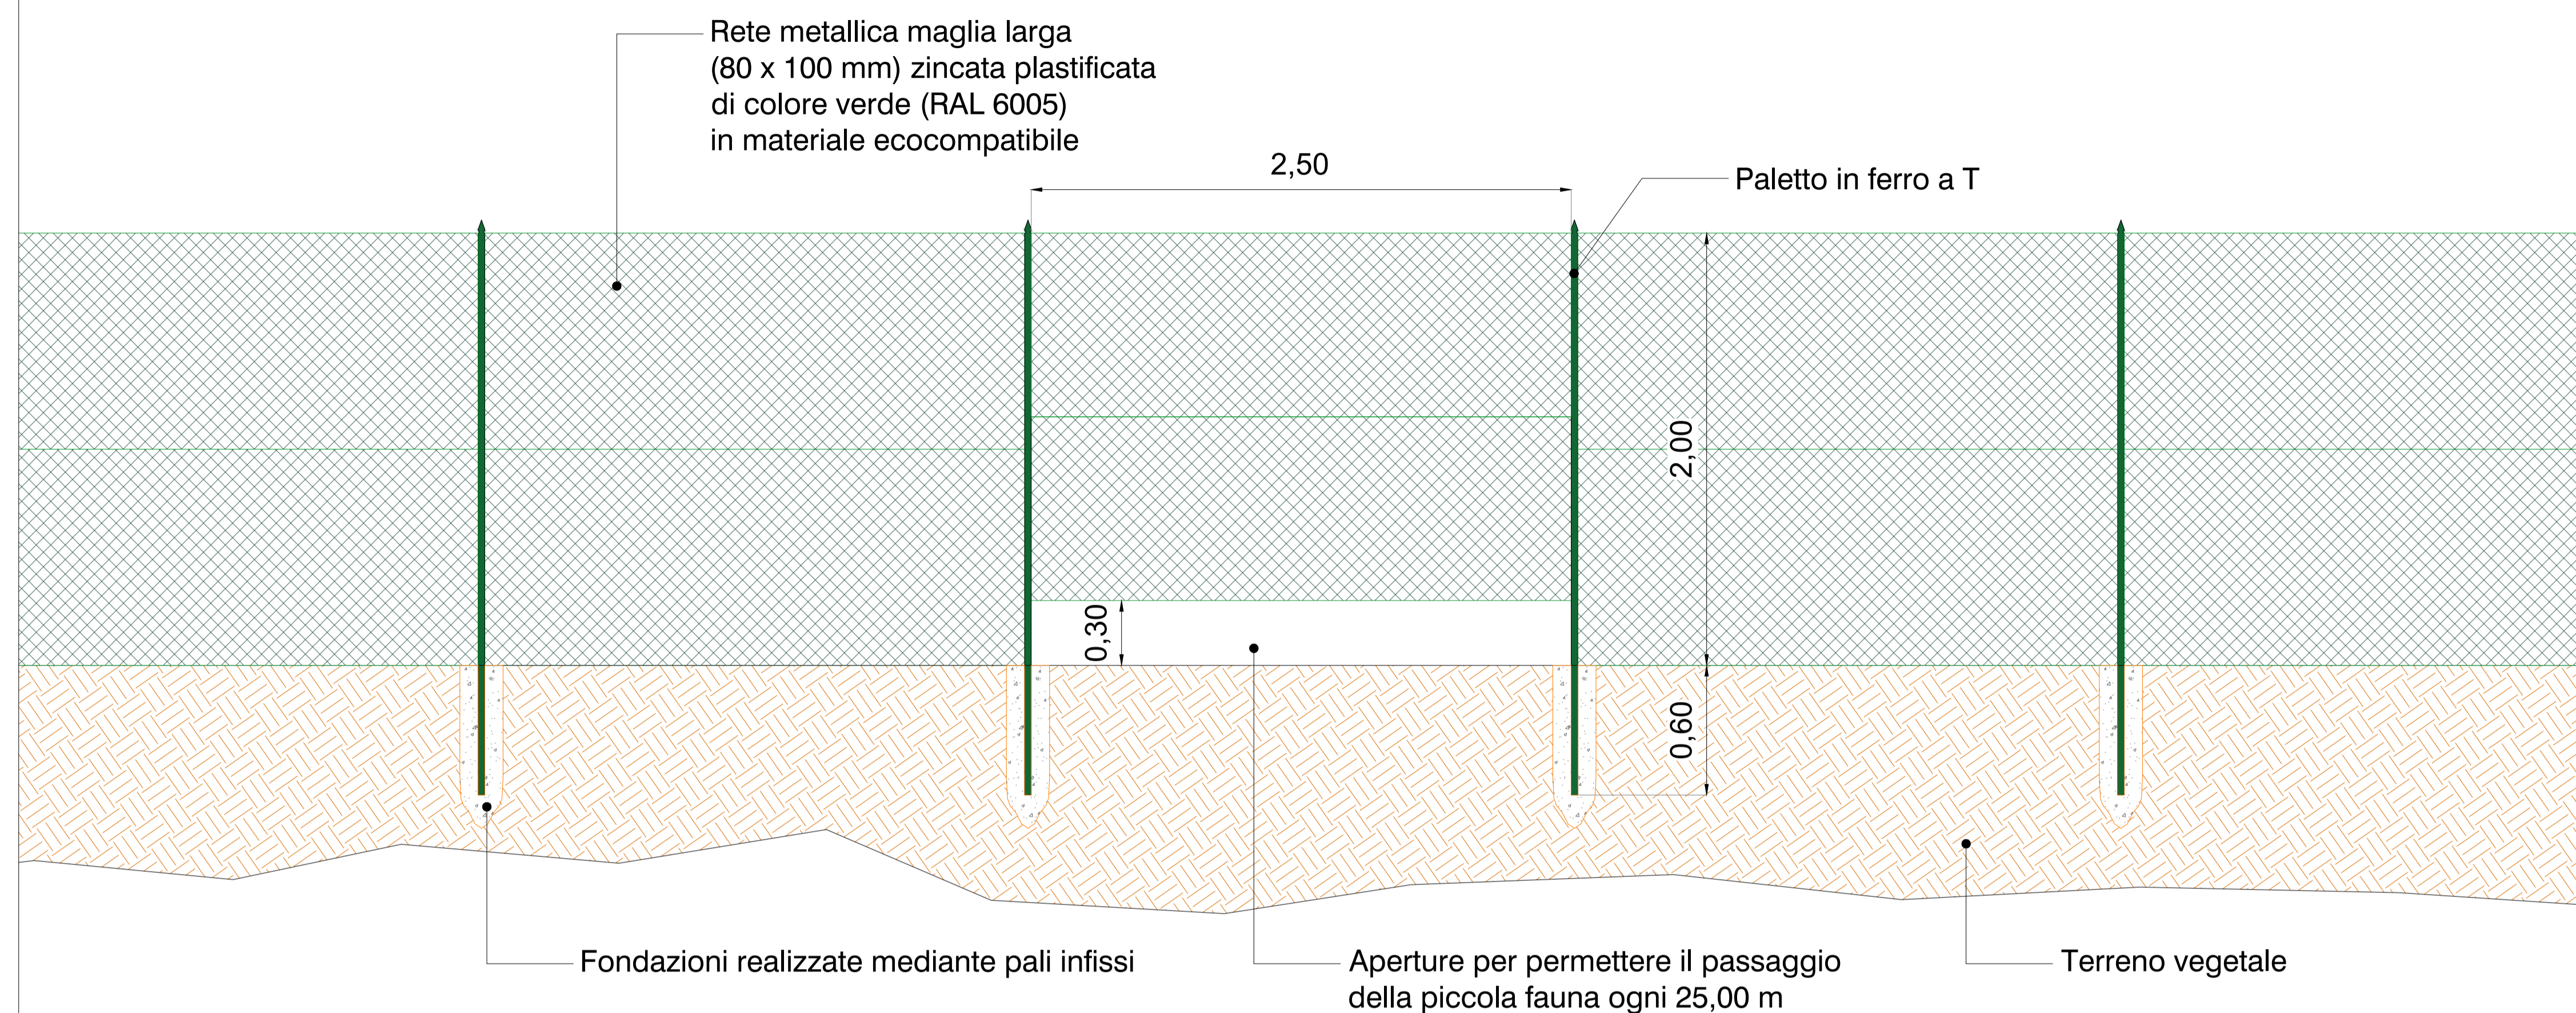 Rete metallica maglia larga
(80 x 100 mm) zincata plastificata
di colore verde (RAL 6005)
in materiale ecocompatibile
2,50
Paletto in ferro a T
2,00
0,30
0,60
Fondazioni realizzate mediante pali infissi
Aperture per permettere il passaggio
della piccola fauna ogni 25,00 m
Terreno vegetale